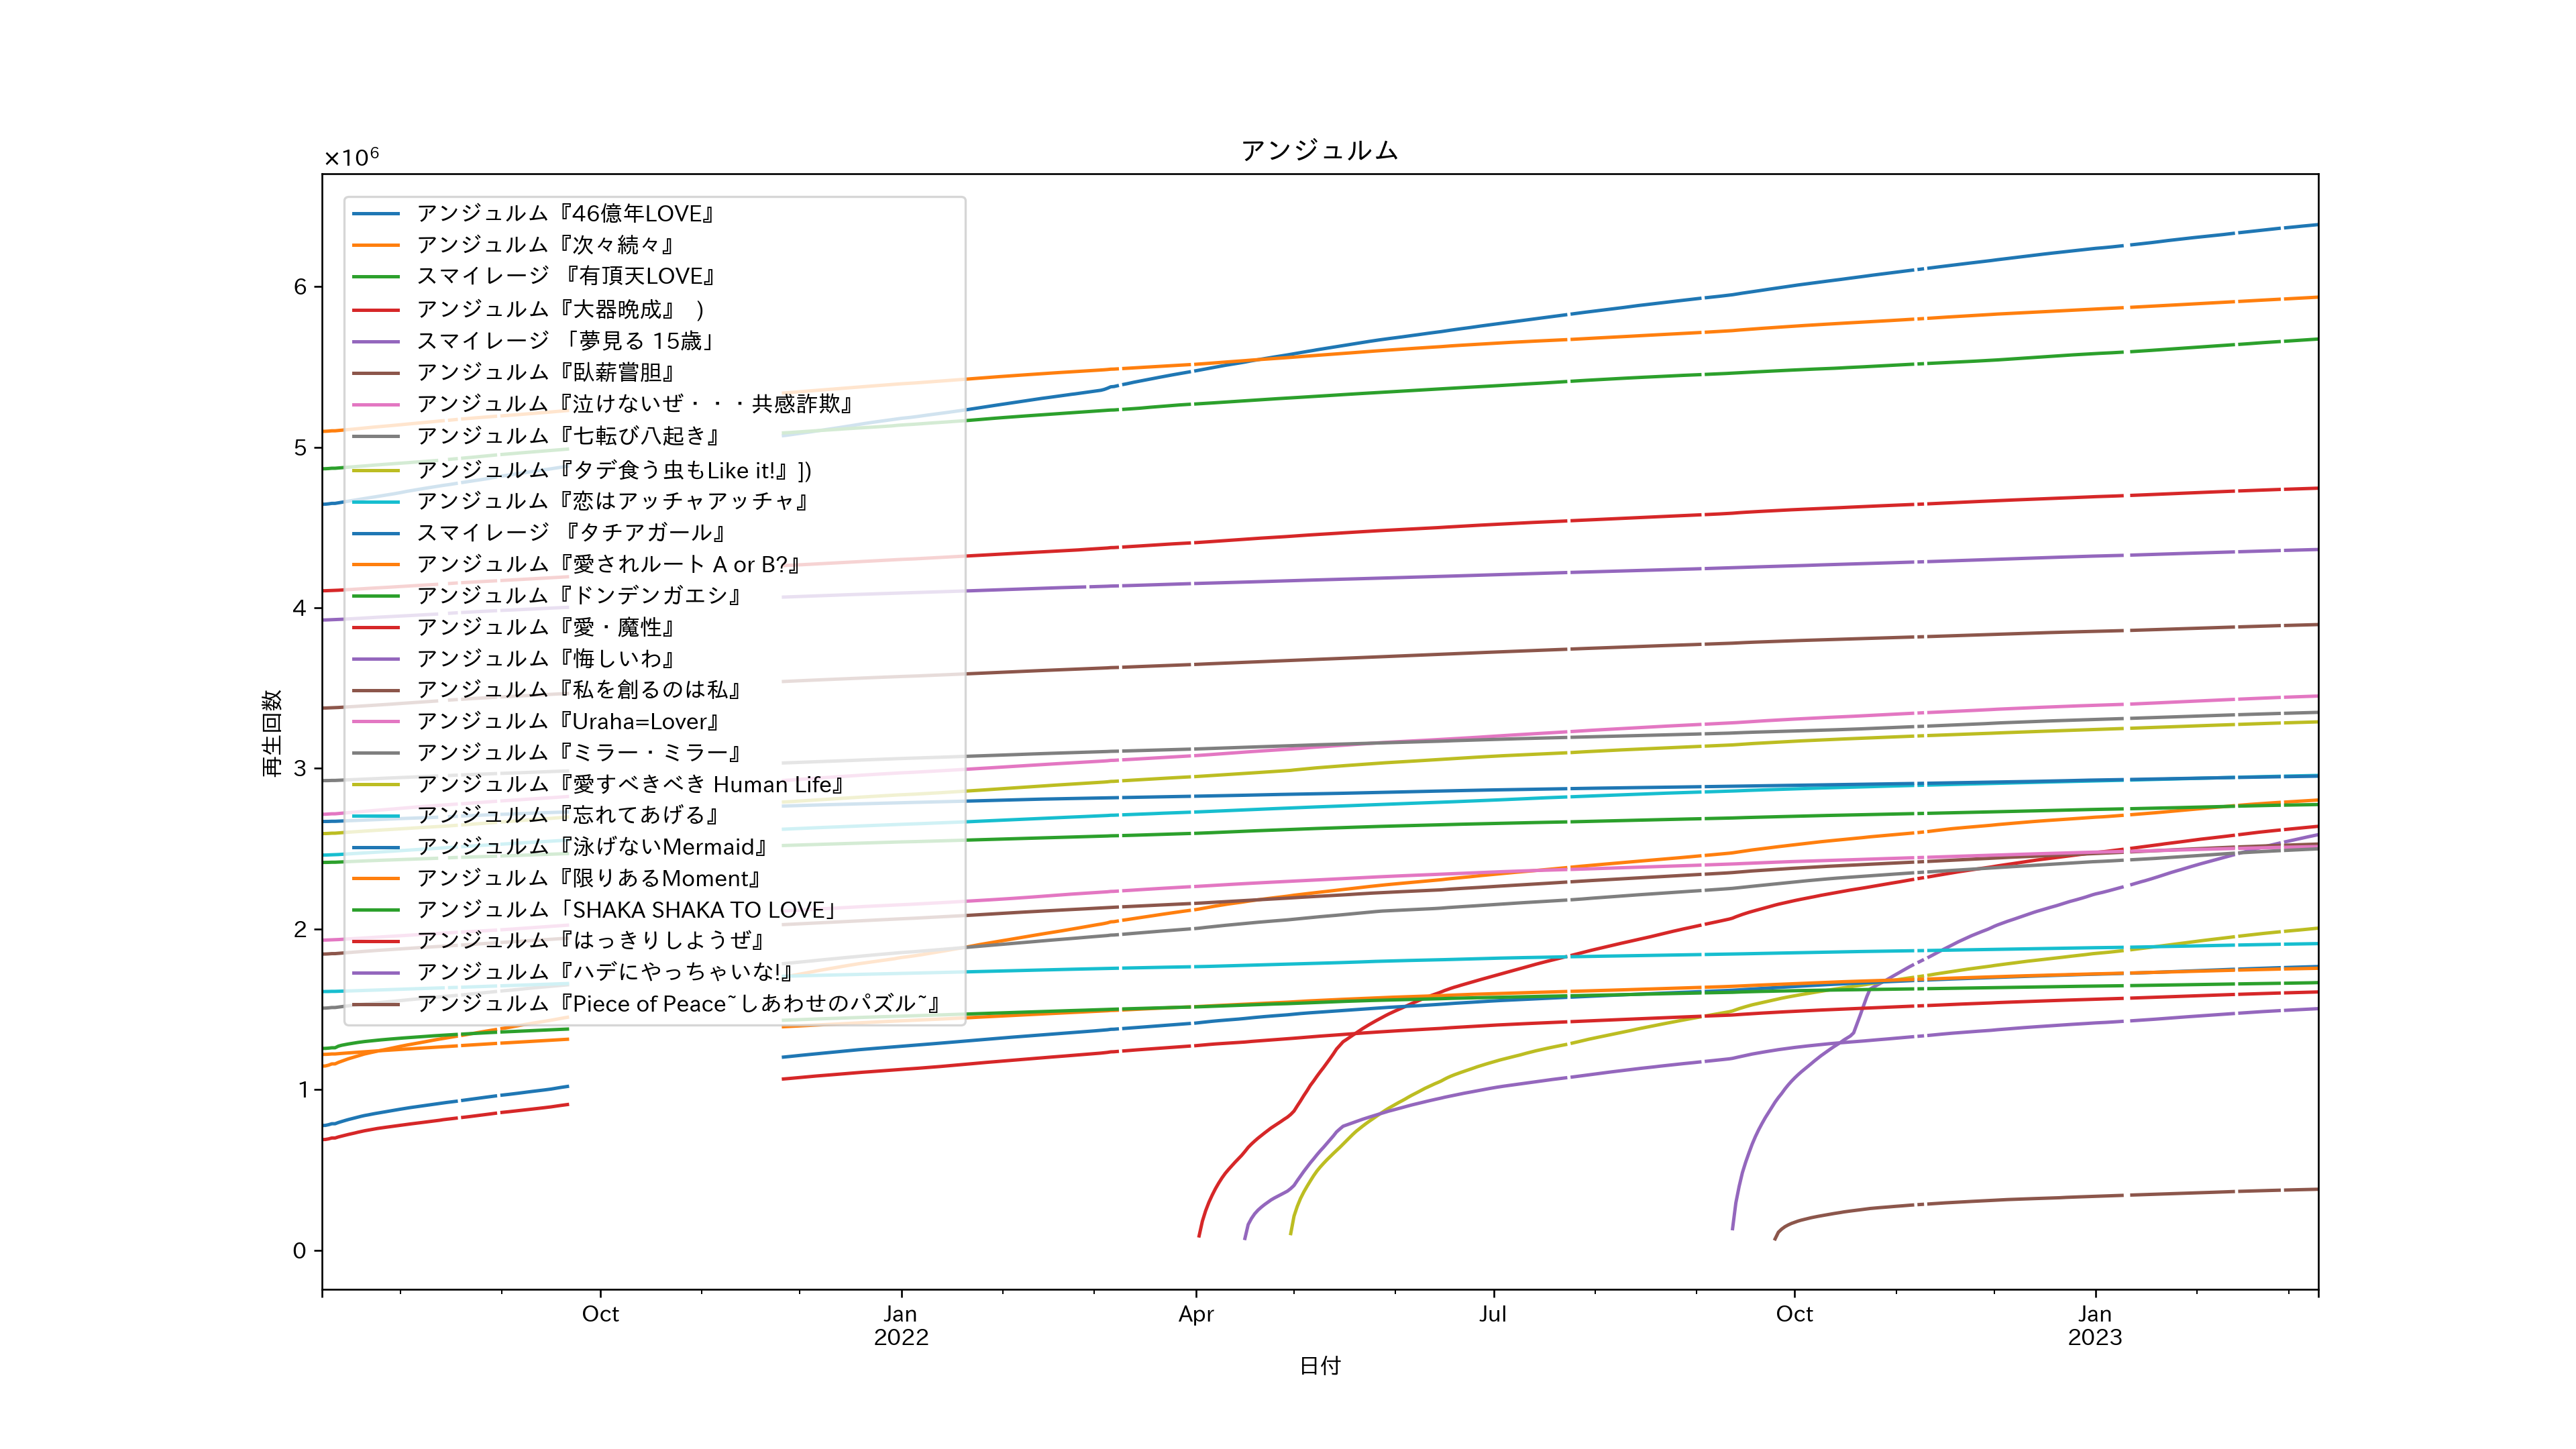 アンジュルム
×10⁶
アンジュルム『46億年LOVE』
アンジュルム『次々続々』
スマイレージ 『有頂天LOVE』
アンジュルム『大器晩成』 )
スマイレージ 「夢見る 15歳」
アンジュルム『臥薪嘗胆』
アンジュルム『泣けないぜ・・・共感詐欺』
アンジュルム『七転び八起き』
アンジュルム『タデ食う虫もLike it!』])
アンジュルム『恋はアッチャアッチャ』
スマイレージ 『タチアガール』
アンジュルム『愛されルート A or B?』
アンジュルム『ドンデンガエシ』
アンジュルム『愛・魔性』
アンジュルム『悔しいわ』
アンジュルム『私を創るのは私』
アンジュルム『Uraha=Lover』
アンジュルム『ミラー・ミラー』
アンジュルム『愛すべきべき Human Life』
アンジュルム『忘れてあげる』
アンジュルム『泳げないMermaid』
アンジュルム『限りあるMoment』
アンジュルム「SHAKA SHAKA TO LOVE」
アンジュルム『はっきりしようぜ』
アンジュルム『ハデにやっちゃいな!』
アンジュルム『Piece of Peace~しあわせのパズル~』
再生回数
6
5
4
3
2
1
0
Oct
Jan
2022
Apr
Jul
Oct
Jan
2023
日付